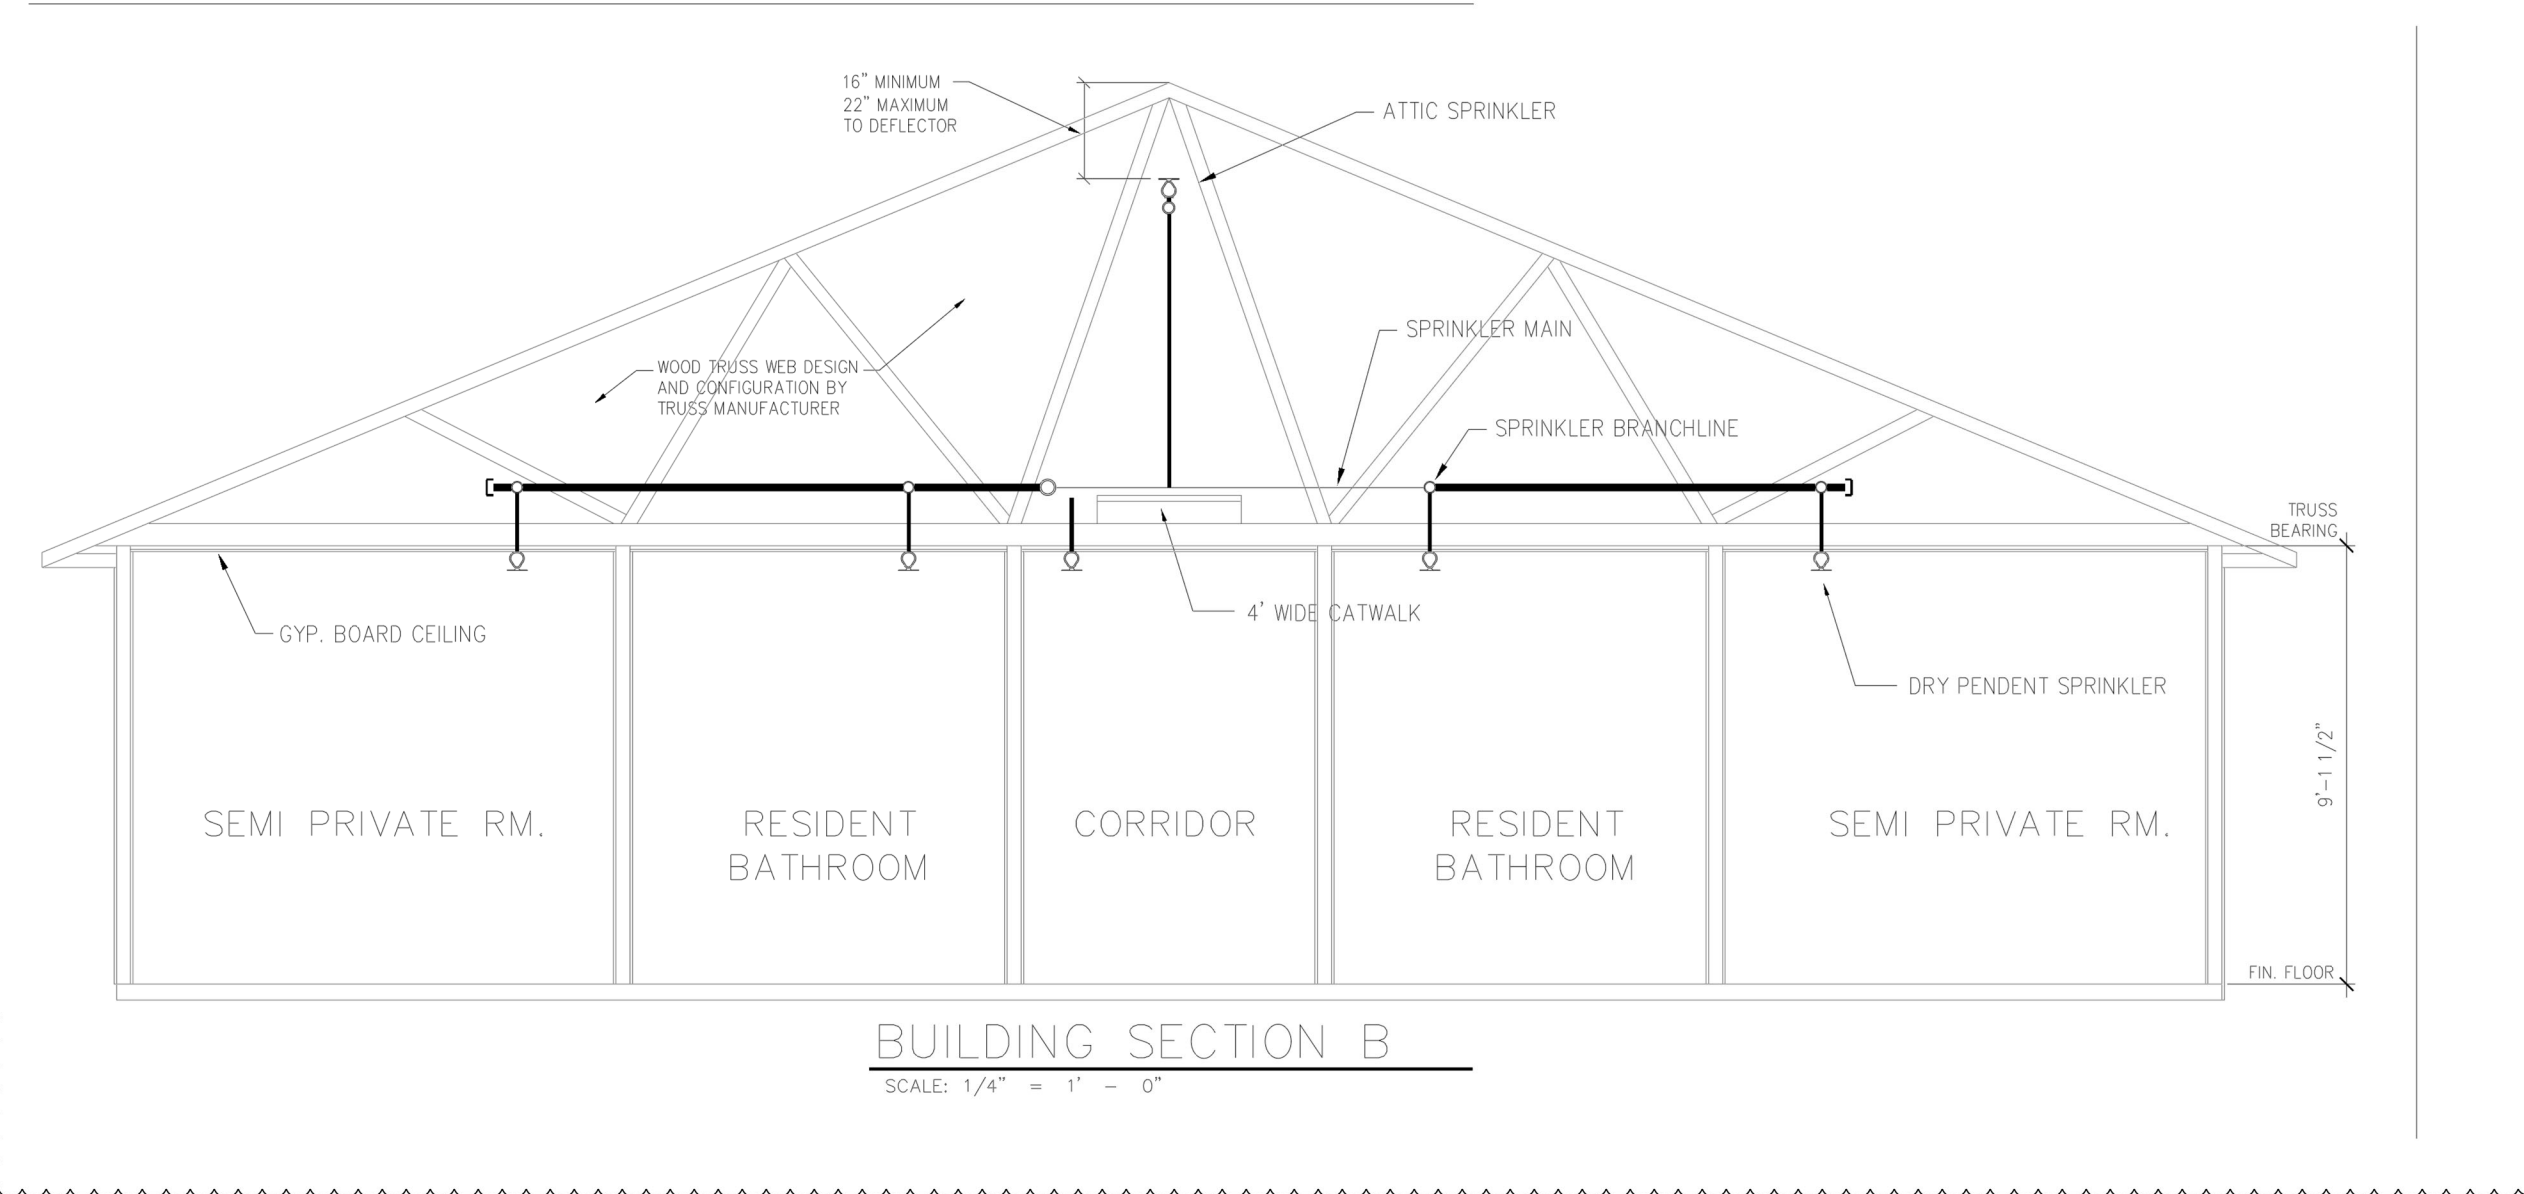 16" MINIMUM
22" MAXIMUM
TO DEFLECTOR
ATTIC SPRINKLER
SPRINKLER MAIN
WOOD TRUSS WEB DESIGN
AND CONFIGURATION BY
TRUSS MANUFACTURER
SPRINKLER BRANCHLINE
TRUSS
BEARING
4' WIDE CATWALK
GYP. BOARD CEILING
DRY PENDENT SPRINKLER
9'-1 1/2"
SEMI PRIVATE RM.
RESIDENT
BATHROOM
CORRIDOR
RESIDENT
BATHROOM
SEMI PRIVATE RM.
FIN. FLOOR
BUILDING SECTION B
SCALE: 1/4" = 1' - 0"